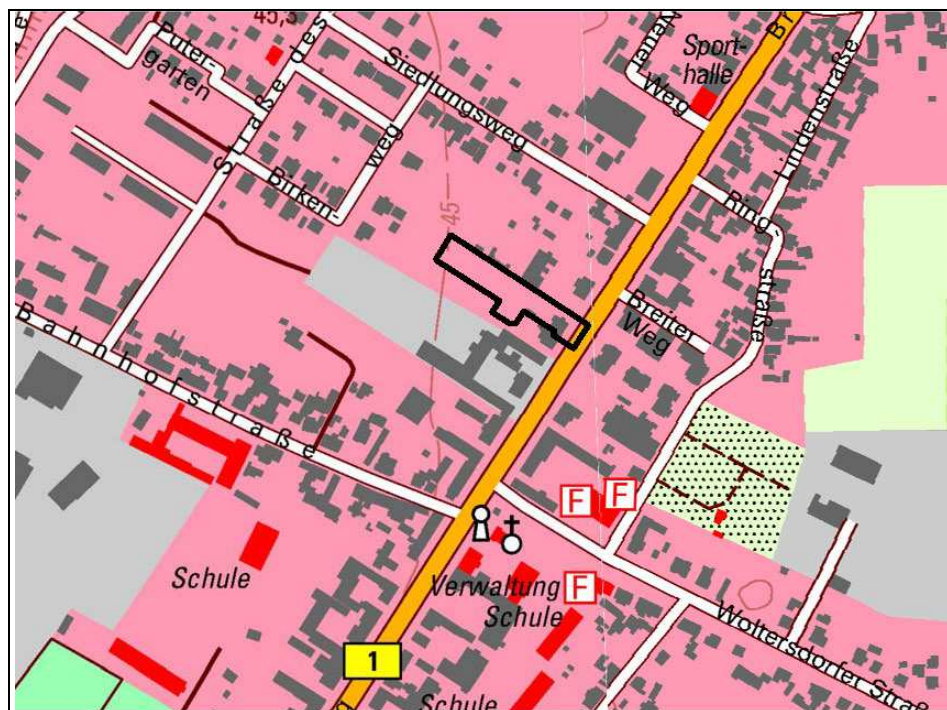 45,5
Puter-
garten
Straße des
Birken-
weg
Siedlungsweg
Neuer
Weg
Sport-
halle
Lindenstraße
Ring-
straße
45
Breiter
Weg
Bahnhofstraße
F
F
F
Schule
Verwaltung
Schule
Woltersdorfer
1
Schule